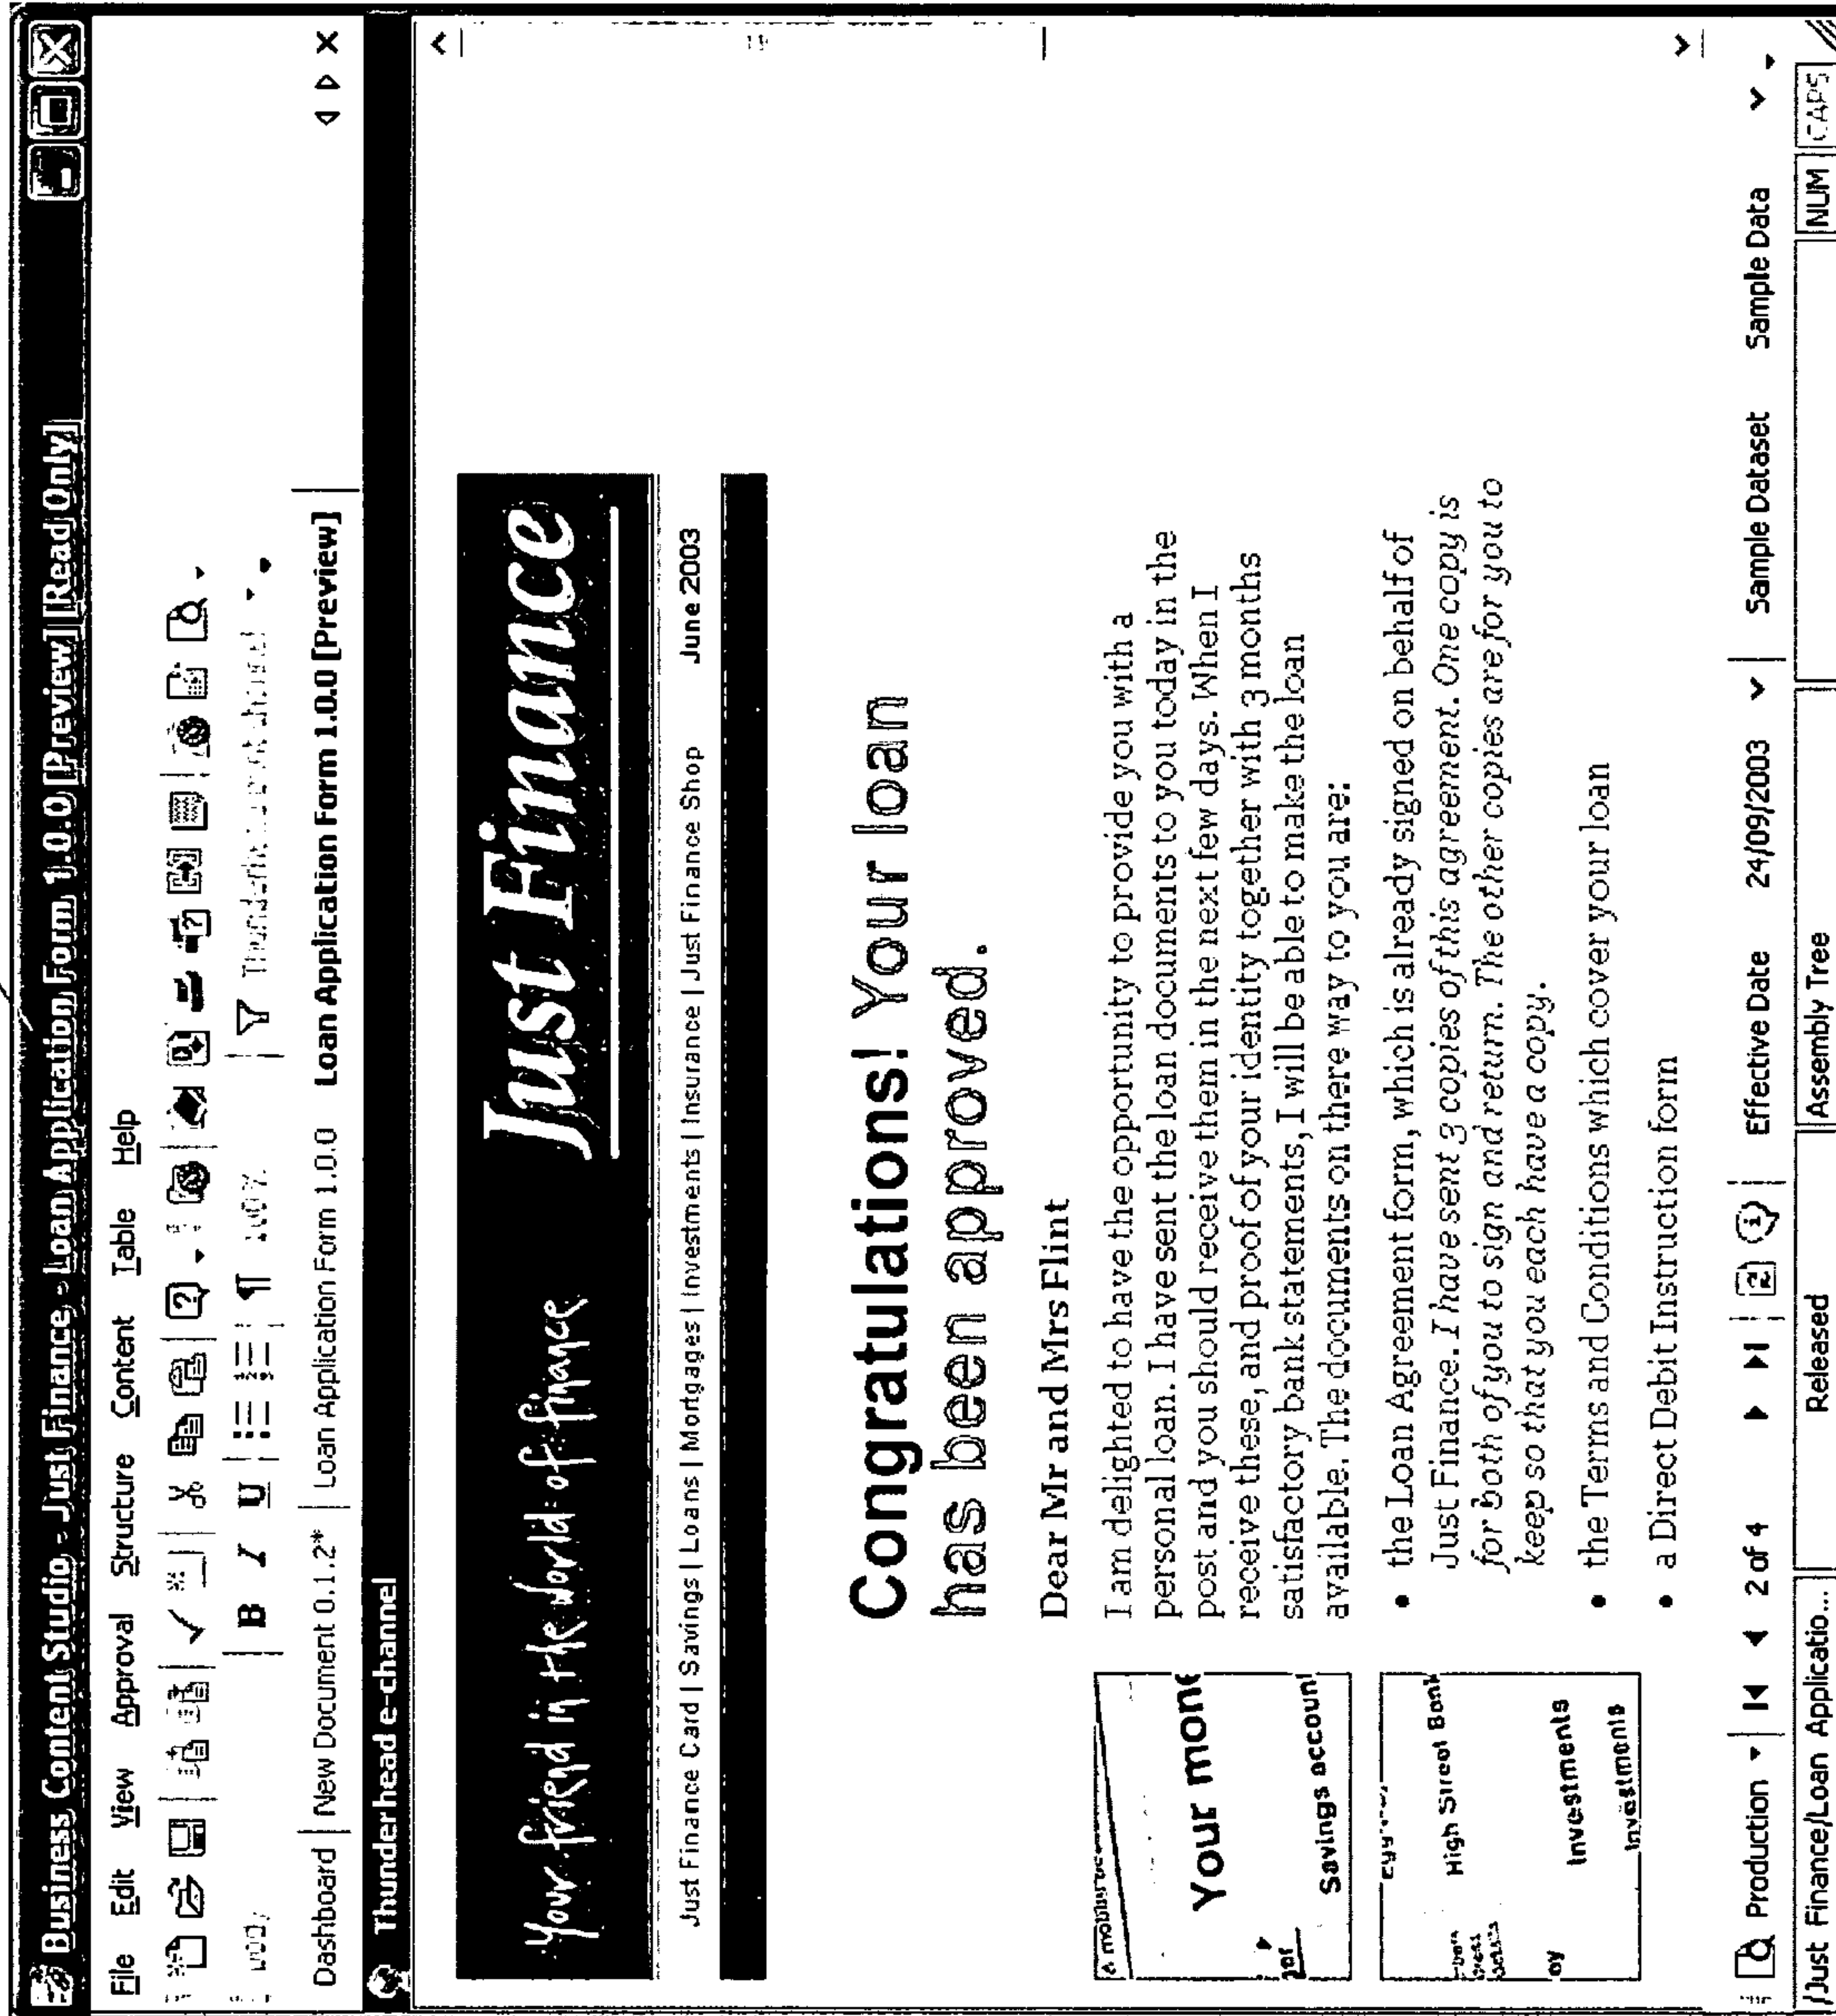 Business Content Studio - Just Finance - Loan Application Form 1.0.0 [Preview] [Read Only]
File Edit View Approval Structure Content Table Help
B I U ¶ 100%
Dashboard New Document 0.1.2* Loan Application Form 1.0.0 Loan Application Form 1.0.0 [Preview]
Thunderhead e-channel
Your friend in the World of finance Just Finance
Just Finance Card | Savings | Loans | Mortgages | Investments | Insurance | Just Finance Shop June 2003
Congratulations! Your loan
has been approved.
Dear Mr and Mrs Flint
I am delighted to have the opportunity to provide you with a
personal loan. I have sent the loan documents to you today in the
post and you should receive them in the next few days. When I
receive these, and proof of your identity together with 3 months
satisfactory bank statements, I will be able to make the loan
available. The documents on there way to you are:
• the Loan Agreement form, which is already signed on behalf of
Just Finance. I have sent 3 copies of this agreement. One copy is
for both of you to sign and return. The other copies are for you to
keep so that you each have a copy.
• the Terms and Conditions which cover your loan
• a Direct Debit Instruction form
Your mone
Savings account
High Street Bank
Investments
Investments
Production 2 of 4 Effective Date 24/09/2003 Sample Dataset Sample Data
/Just Finance/Loan Applicatio... Released Assembly Tree NUM CAPS